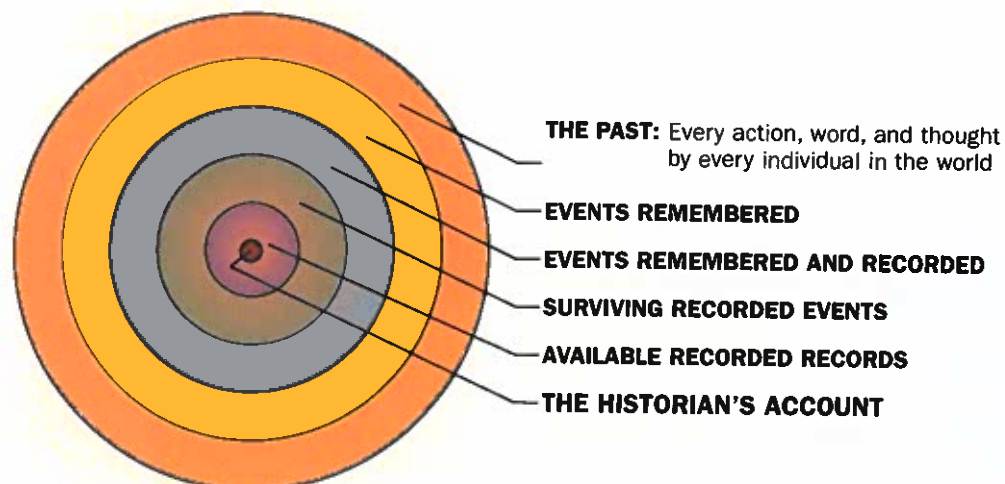 THE PAST: Every action, word, and thought
by every individual in the world
EVENTS REMEMBERED
EVENTS REMEMBERED AND RECORDED
SURVIVING RECORDED EVENTS
AVAILABLE RECORDED RECORDS
THE HISTORIAN'S ACCOUNT